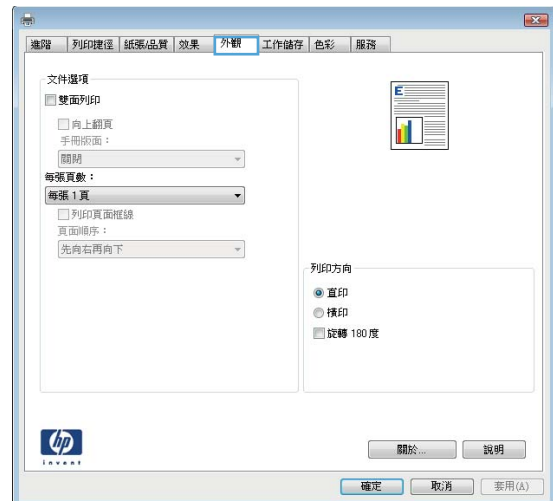 進階 列印捷徑 紙張/品質 效果 外觀 工作儲存 色彩 服務
文件選項
雙面列印
向上翻頁
手冊版面：
關閉
每張頁數：
每張 1 頁
列印頁面框線
頁面順序：
先向右再向下
E
列印方向
直印
橫印
旋轉 180 度
hp
invent
關於... 說明
確定 取消 套用(A)